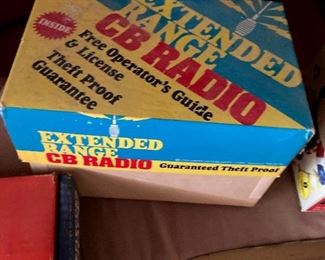 INSIDE
EXTENDED
RANGE
CB RADIO
Free Operator's Guide
& License
Theft Proof
Guarantee
EXTENDED
RANGE
CB RADIO
Guaranteed Theft Proof